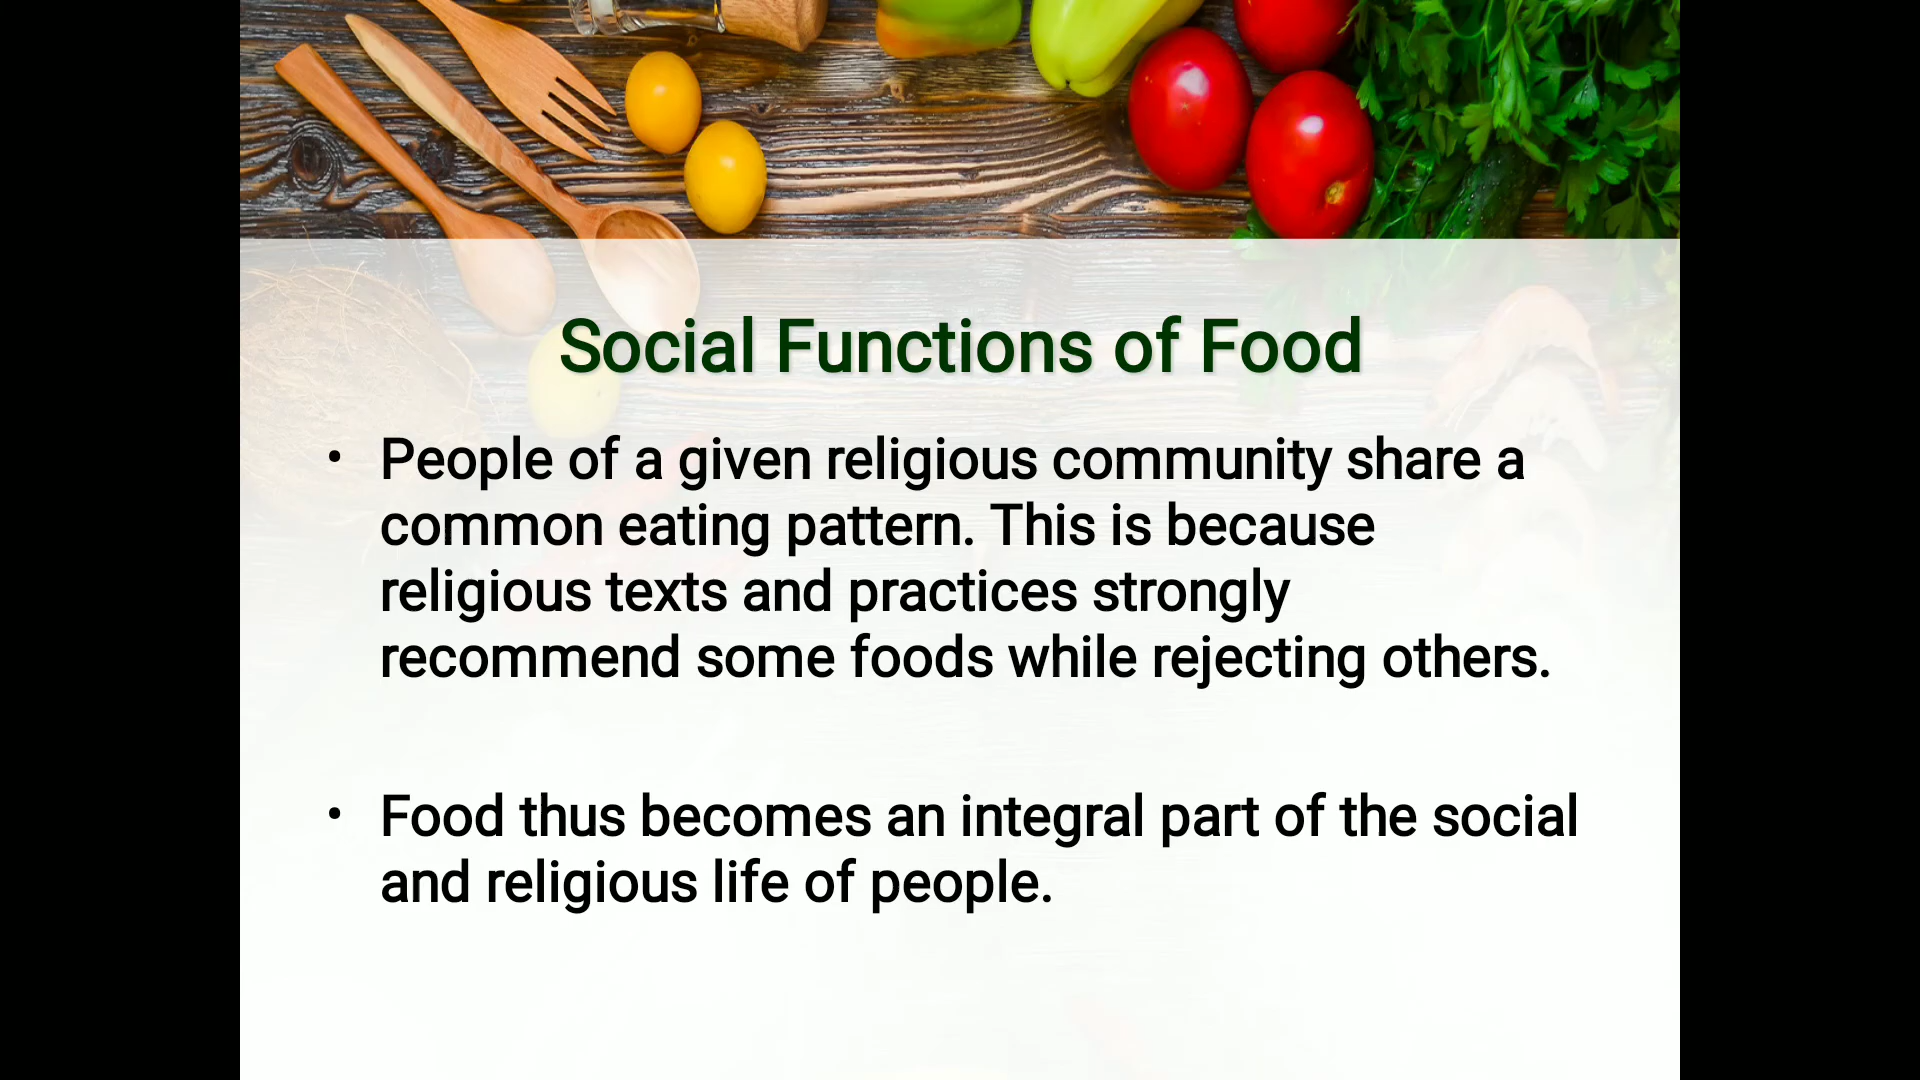 Social Functions of Food
• People of a given religious community share a
common eating pattern. This is because
religious texts and practices strongly
recommend some foods while rejecting others.
• Food thus becomes an integral part of the social
and religious life of people.